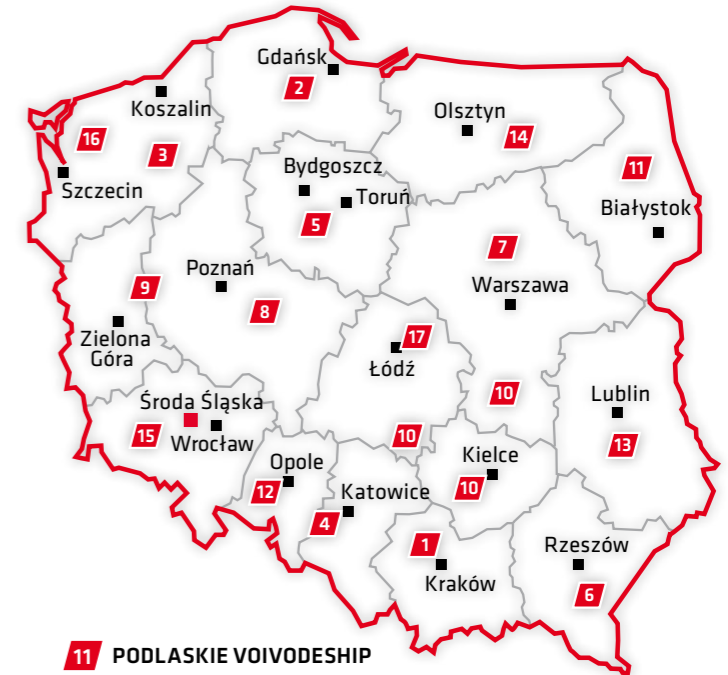 Gdańsk
2
Koszalin
Olsztyn
16
14
3
Bydgoszcz
11
Szczecin
Toruń
Białystok
5
7
Poznań
9
Warszawa
8
17
Zielona
Góra
Łódź
Środa Śląska
10
Lublin
15
Wrocław
10
13
Opole
Kielce
12
Katowice
10
4
1
Rzeszów
Kraków
6
11 PODLASKIE VOIVODESHIP